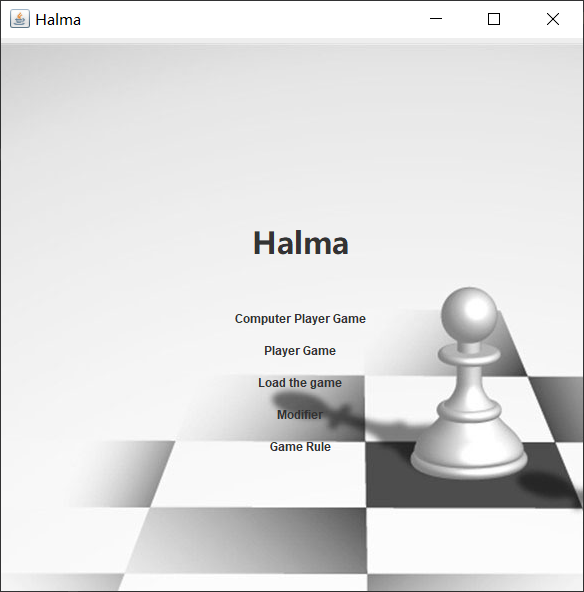 Halma
Halma
Computer Player Game
Player Game
Load the game
Modifier
Game Rule